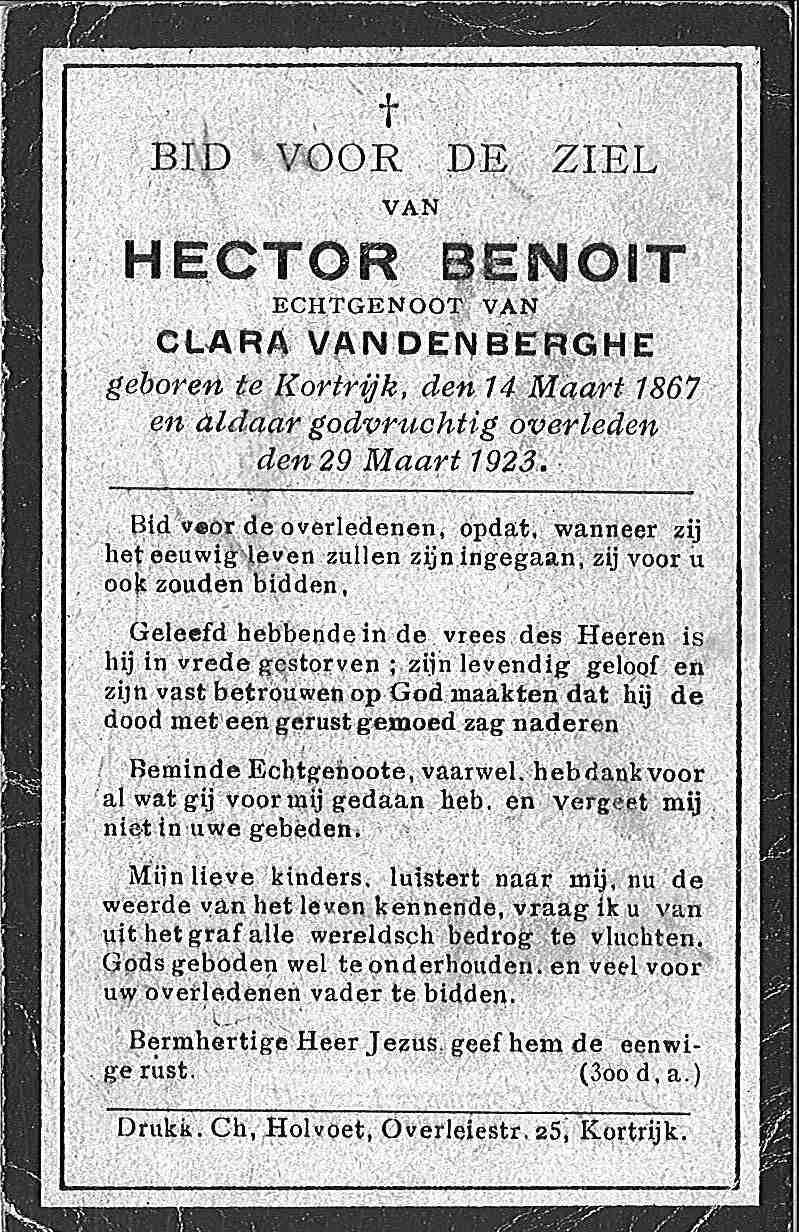 †
BID VOOR DE ZIEL
VAN
HECTOR BENOIT
ECHTGENOOT VAN
CLARA VANDENBERGHE
geboren te Kortrijk, den 14 Maart 1867
en aldaar godvruchtig overleden
den 29 Maart 1923.
Bid voor de overledenen, opdat, wanneer zij
het eeuwig leven zullen zijn ingegaan, zij voor u
ook zouden bidden,
Geleefd hebbende in de vrees des Heeren is
hij in vrede gestorven ; zijn levendig geloof en
zijn vast betrouwen op God maakten dat hij de
dood met een gerust gemoed zag naderen
Beminde Echtgenoote, vaarwel. heb dank voor
al wat gij voor mij gedaan heb. en vergeet mij
niet in uwe gebeden.
Mijn lieve kinders. luistert naar mij, nu de
weerde van het leven kennende, vraag ik u van
uit het graf alle wereldsch bedrog te vluchten.
Gods geboden wel te onderhouden. en veel voor
uw overledenen vader te bidden.
Bermhertige Heer Jezus. geef hem de eenwi-
ge rust. (3oo d, a.)
Drukk. Ch, Holvoet, Overleiestr. 25, Kortrijk.